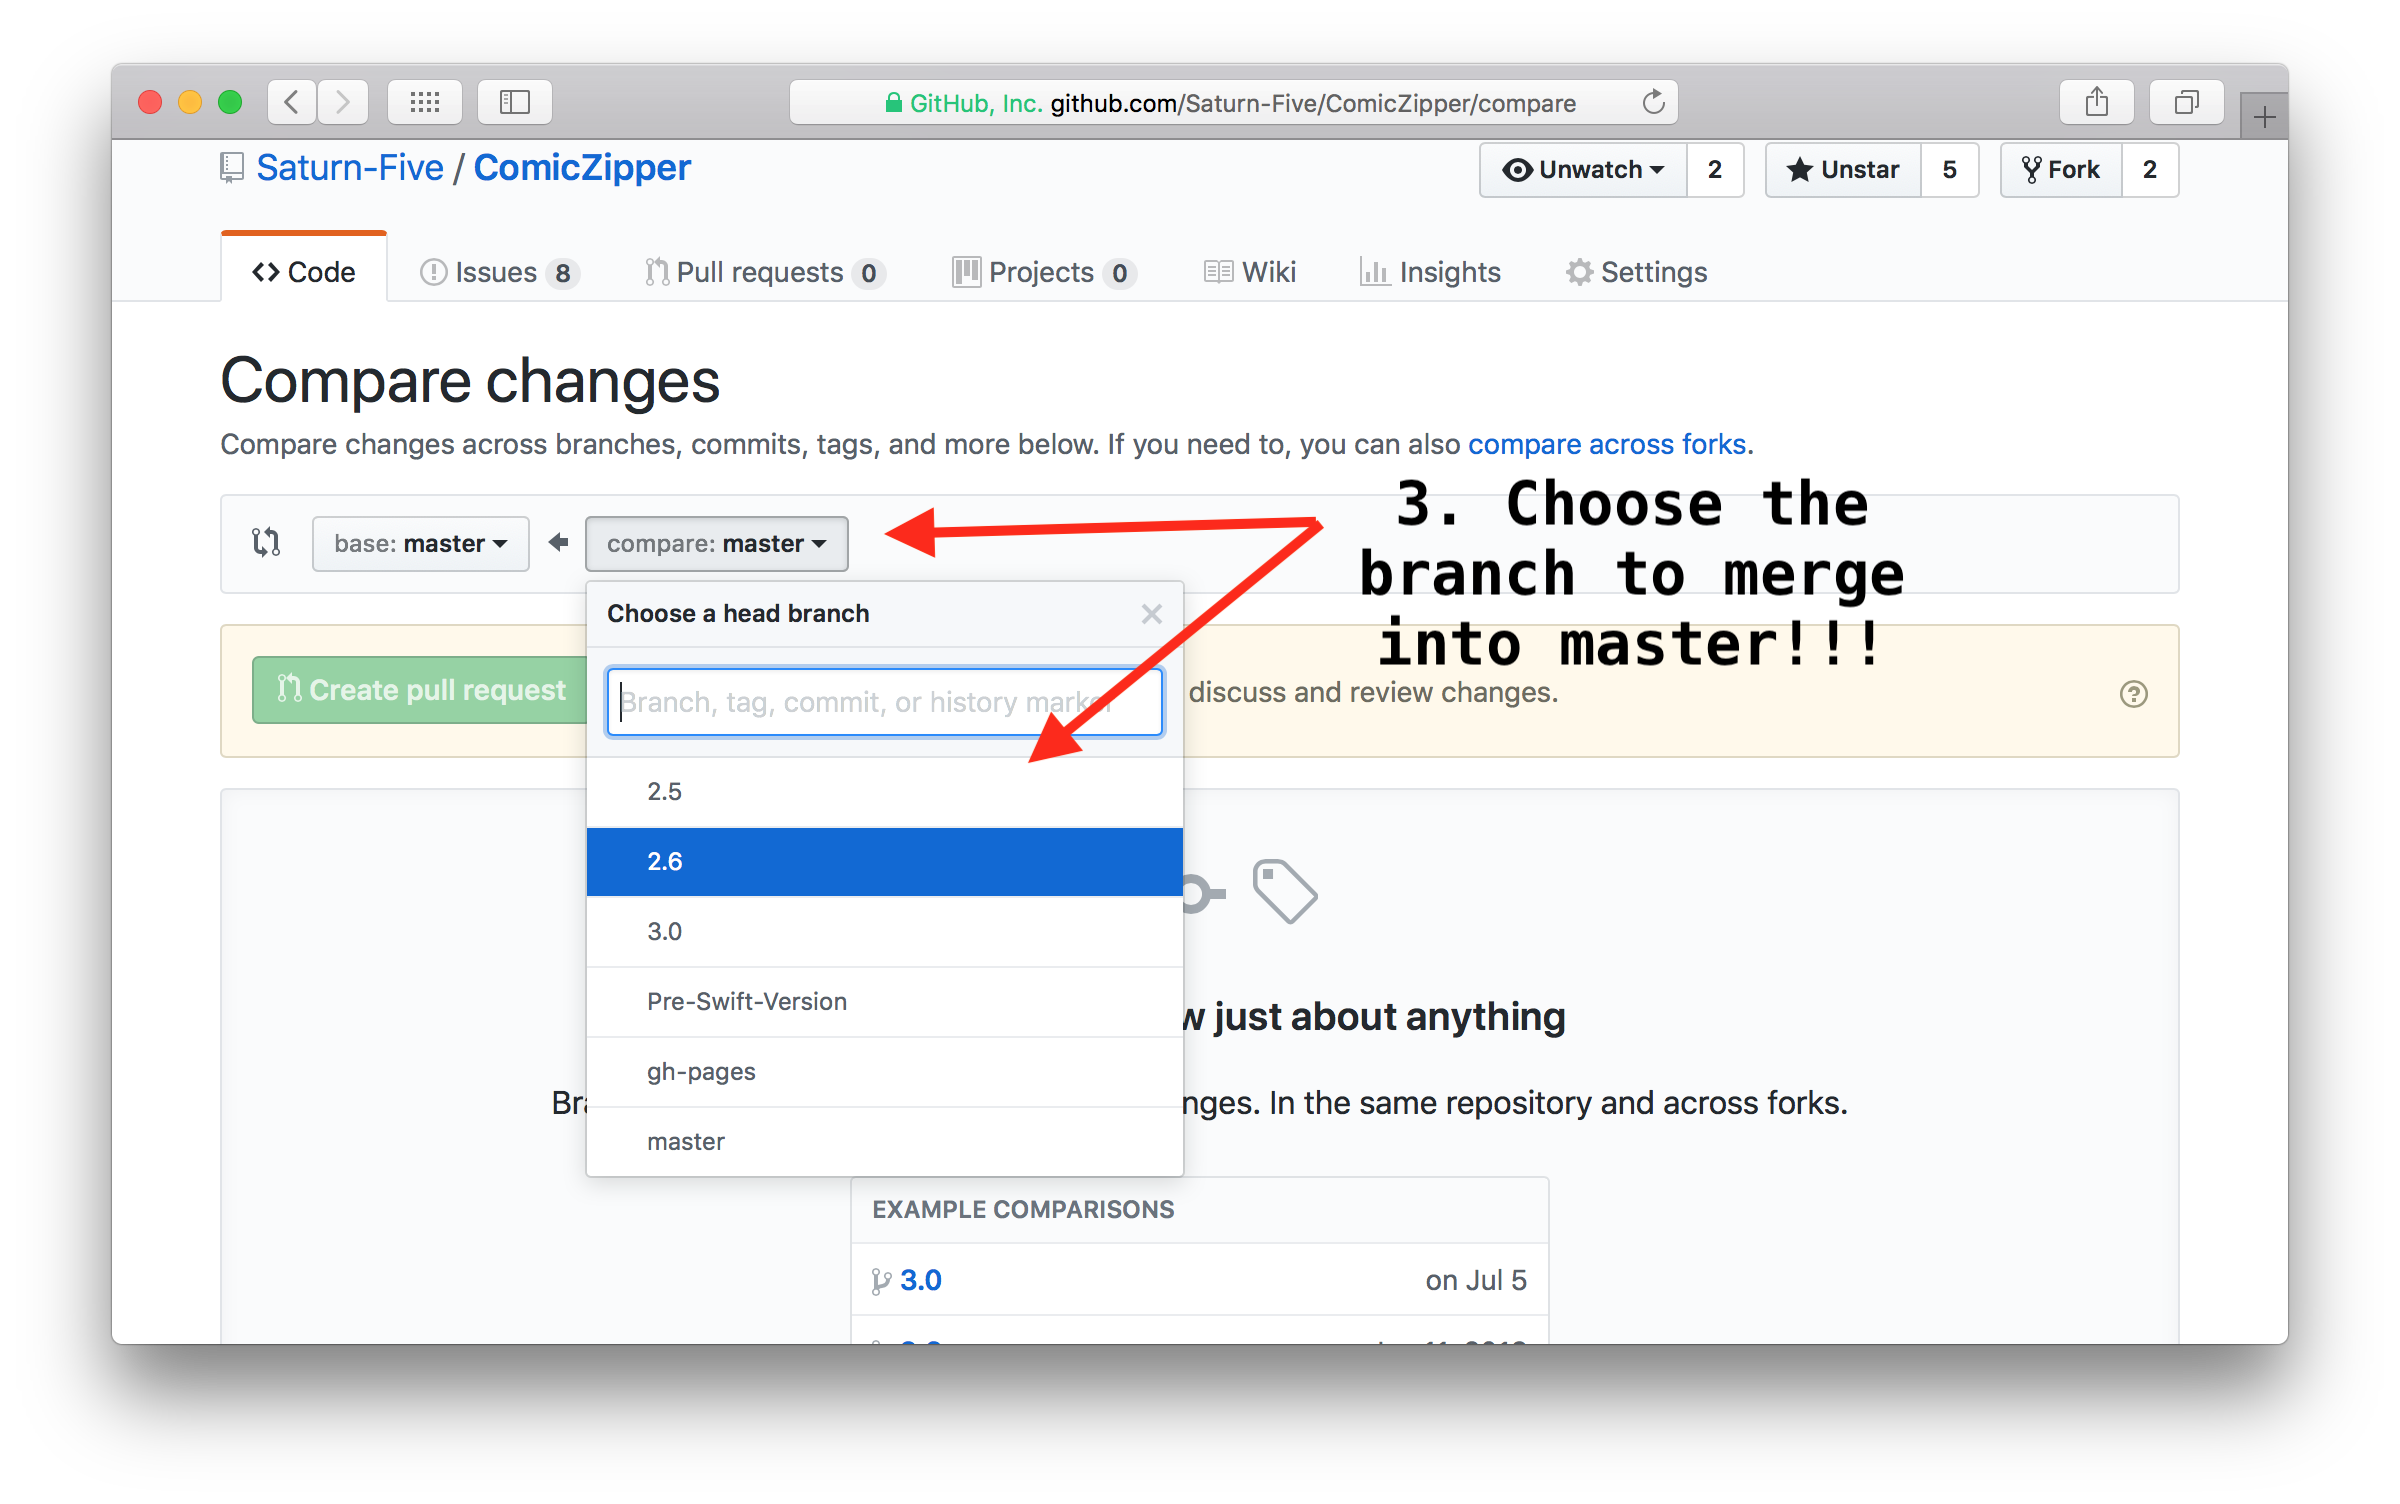 GitHub, Inc. github.com/Saturn-Five/ComicZipper/compare
Saturn-Five / ComicZipper
Unwatch 2
Unstar 5
Fork 2
Code
Issues 8
Pull requests 0
Projects 0
Wiki
Insights
Settings
Compare changes
Compare changes across branches, commits, tags, and more below. If you need to, you can also compare across forks.
3. Choose the
branch to merge
into master!!!
base: master
compare: master
Choose a head branch
Create pull request
Branch, tag, commit, or history marker
discuss and review changes.
2.5
2.6
3.0
Pre-Swift-Version
gh-pages
master
just about anything
In the same repository and across forks.
EXAMPLE COMPARISONS
3.0 on Jul 5